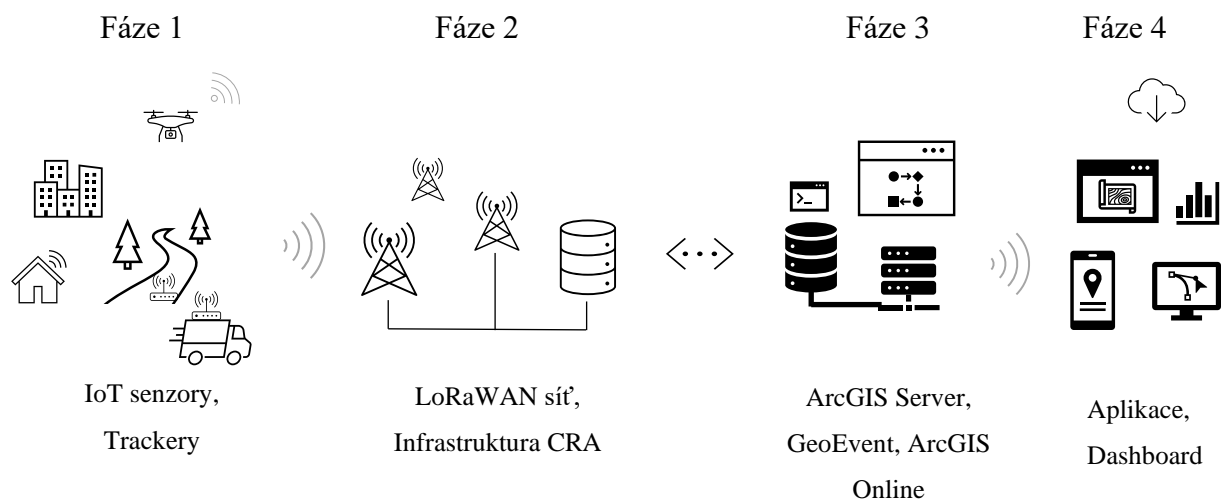 Fáze 1
Fáze 2
Fáze 3
Fáze 4
IoT senzory,
Trackery
LoRaWAN síť,
Infrastruktura CRA
ArcGIS Server,
GeoEvent, ArcGIS
Online
Aplikace,
Dashboard